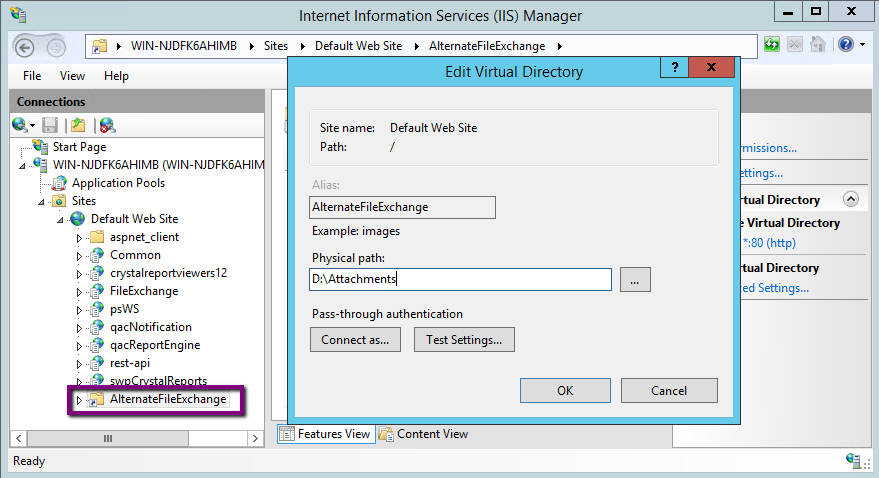 Internet Information Services (IIS) Manager
WIN-NJDFK6AHIMB
Sites
Default Web Site
AlternateFileExchange
File
View
Help
Connections
Start Page
WIN-NJDFK6AHIMB (WIN-NJDFK6AHIM
Application Pools
Sites
Default Web Site
aspnet_client
Common
crystalreportviewers12
FileExchange
psWS
qacNotification
qacReportEngine
rest-api
swpCrystalReports
AlternateFileExchange
Edit Virtual Directory
?
Site name: Default Web Site
Path: /
Alias:
AlternateFileExchange
Example: images
Physical path:
D:\Attachments
...
Pass-through authentication
Connect as...
Test Settings...
OK
Cancel
rmissions...
ettings...
irtual Directory
e Virtual Directory
*:80 (http)
irtual Directory
ed Settings...
Features View
Content View
Ready